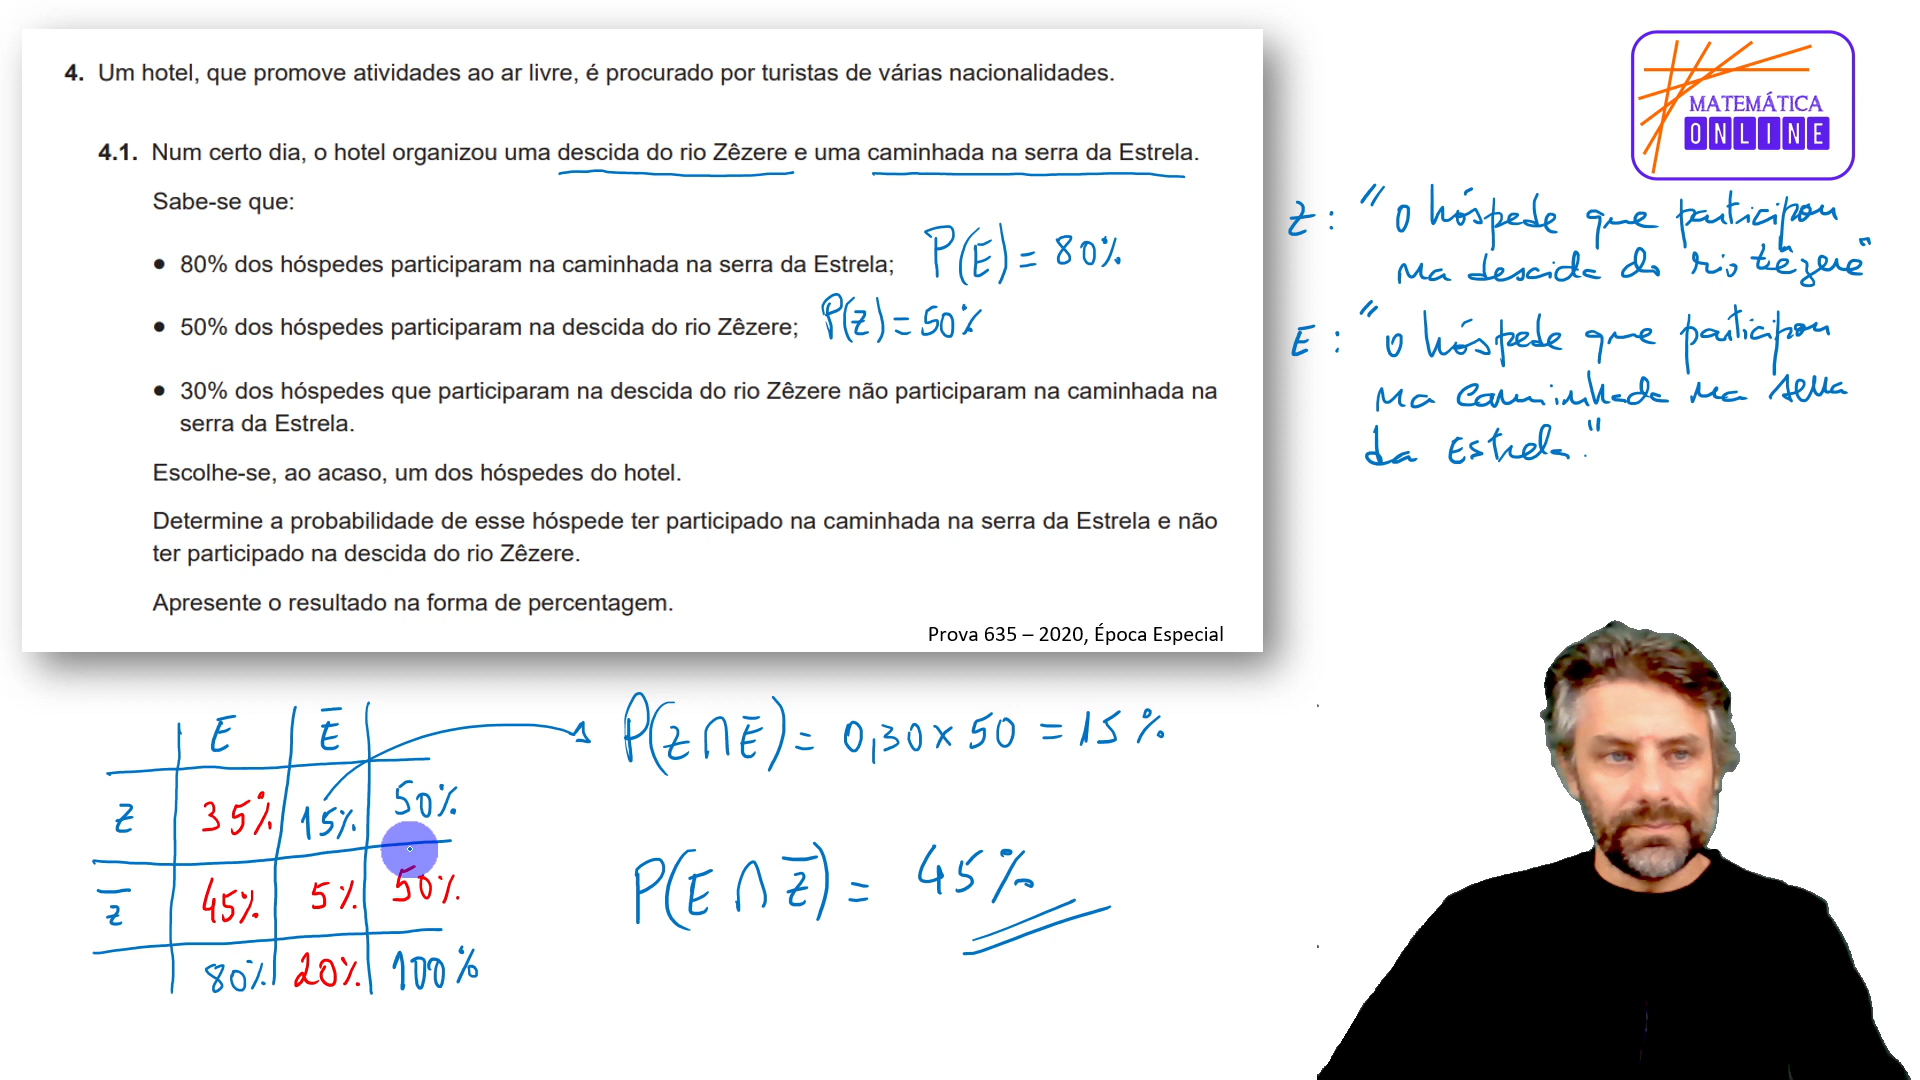 4. Um hotel, que promove atividades ao ar livre, é procurado por turistas de várias nacionalidades.
4.1. Num certo dia, o hotel organizou uma descida do rio Zêzere e uma caminhada na serra da Estrela.
Sabe-se que:
• 80% dos hóspedes participaram na caminhada na serra da Estrela; P(E) = 80%
• 50% dos hóspedes participaram na descida do rio Zêzere; P(Z) = 50%
• 30% dos hóspedes que participaram na descida do rio Zêzere não participaram na caminhada na
serra da Estrela.
Escolhe-se, ao acaso, um dos hóspedes do hotel.
Determine a probabilidade de esse hóspede ter participado na caminhada na serra da Estrela e não
ter participado na descida do rio Zêzere.
Apresente o resultado na forma de percentagem.
Prova 635 – 2020, Época Especial
MATEMÁTICA
ONLINE
Z: "O hóspede que participou
na descida do rio Zêzere"
E: "O hóspede que participou
na caminhada na serra
da Estrela."
E E̅
Z 35% 15% 50%
Z̅ 45% 5% 50%
80% 20% 100%
P(Z∩E̅) = 0,30 × 50 = 15%
P(E ∩ Z̅) = 45%